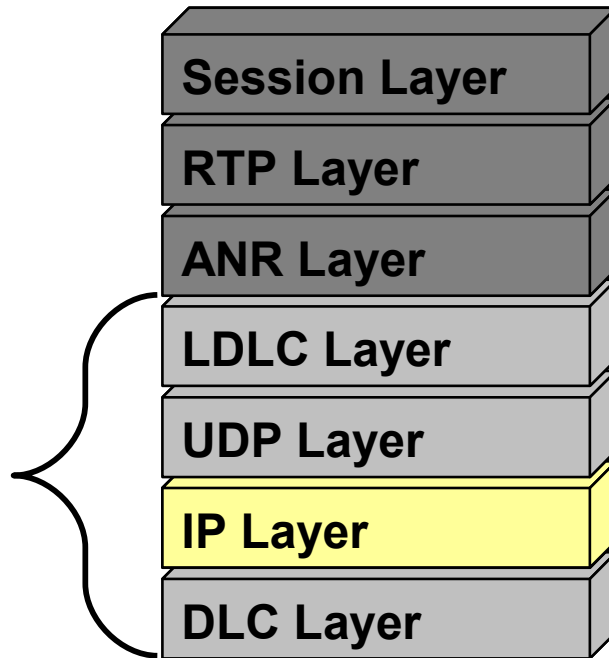 Session Layer
RTP Layer
ANR Layer
LDLC Layer
UDP Layer
IP Layer
DLC Layer